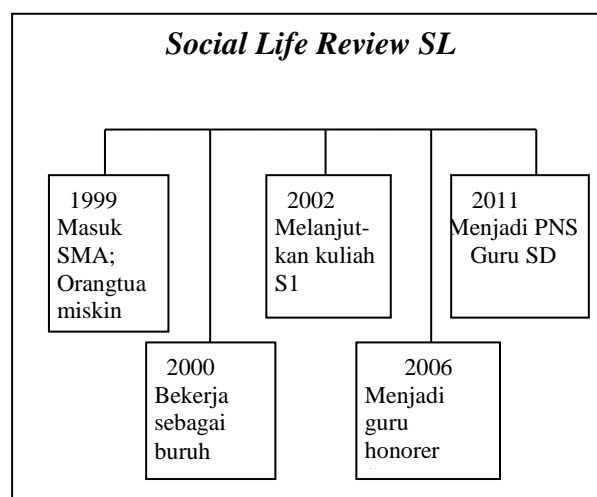 Social Life Review SL
1999
Masuk
SMA;
Orangtua
miskin
2000
Bekerja
sebagai
buruh
2002
Melanjut-
kan kuliah
S1
2006
Menjadi
guru
honorer
2011
Menjadi PNS
Guru SD